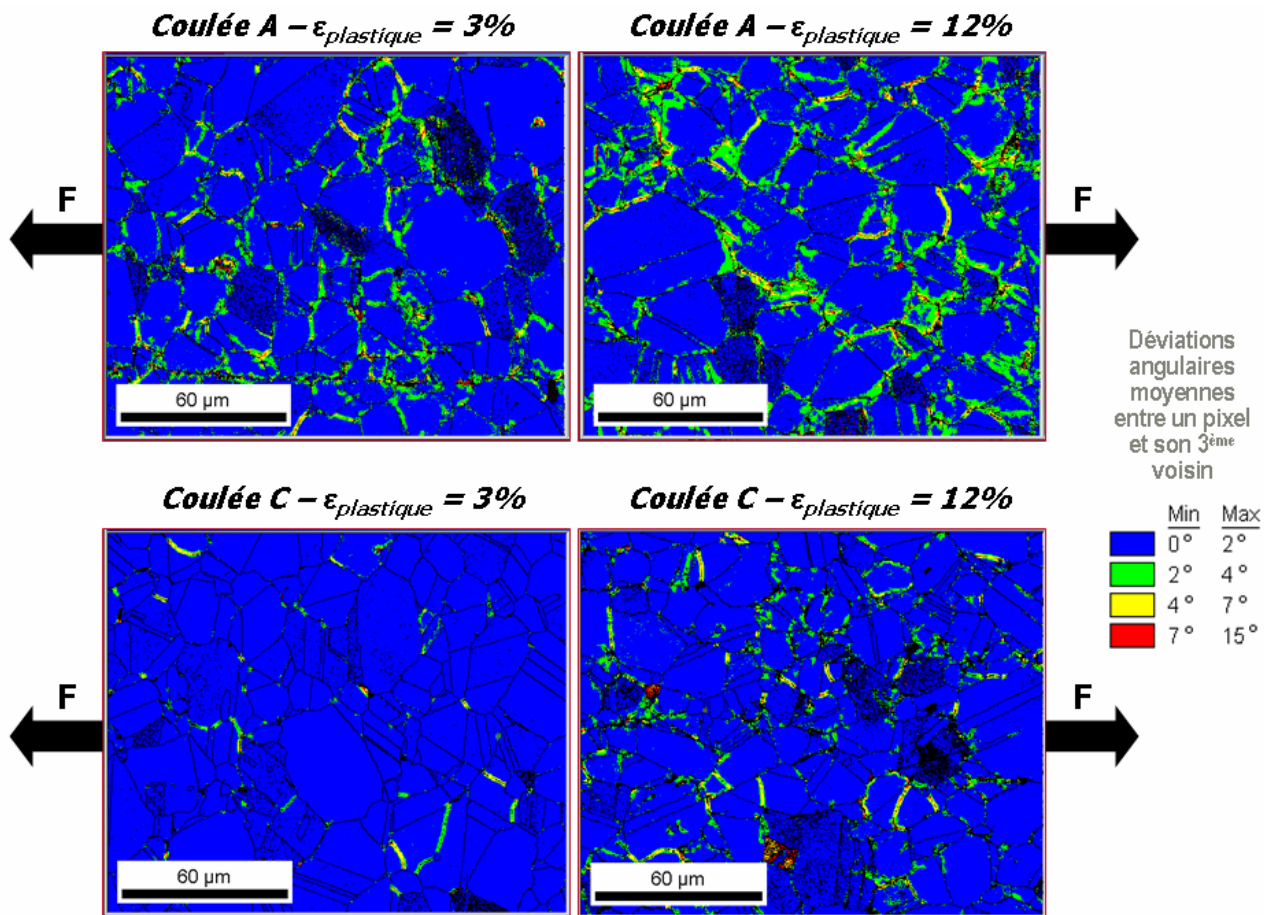 Coulée A – εplastique = 3%
Coulée A – εplastique = 12%
F
F
60 µm
60 µm
Déviations
angulaires
moyennes
entre un pixel
et son 3ème
voisin
Coulée C – εplastique = 3%
Coulée C – εplastique = 12%
Min Max
0° 2°
2° 4°
4° 7°
7° 15°
F
F
60 µm
60 µm